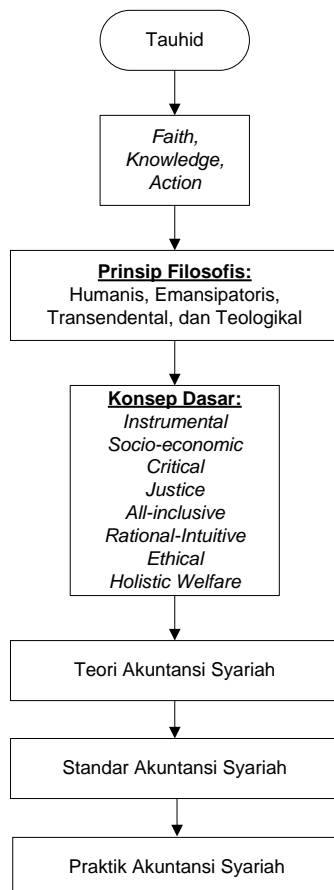 Tauhid
Faith,
Knowledge,
Action
Prinsip Filosofis:
Humanis, Emansipatoris,
Transendental, dan Teologikal
Konsep Dasar:
Instrumental
Socio-economic
Critical
Justice
All-inclusive
Rational-Intuitive
Ethical
Holistic Welfare
Teori Akuntansi Syariah
Standar Akuntansi Syariah
Praktik Akuntansi Syariah